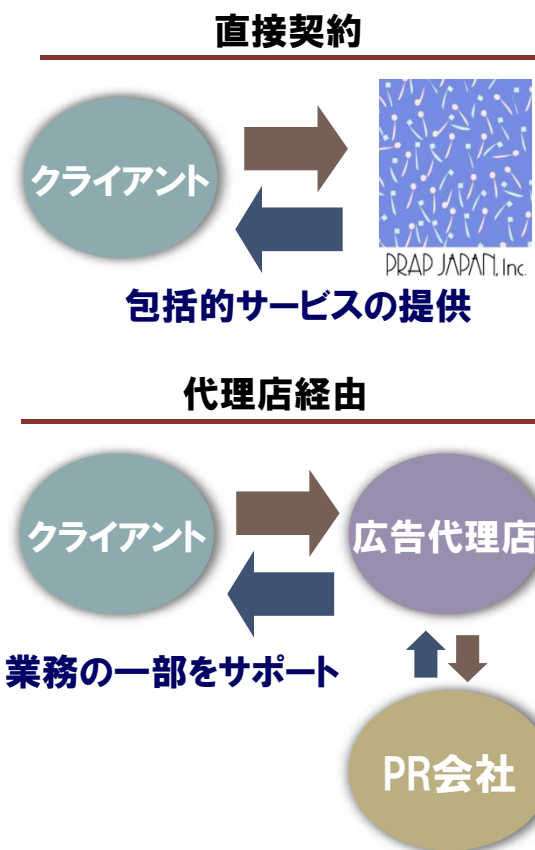 直接契約
クライアント
PRAP JAPAN, Inc.
包括的サービスの提供
代理店経由
クライアント
広告代理店
業務の一部をサポート
PR会社